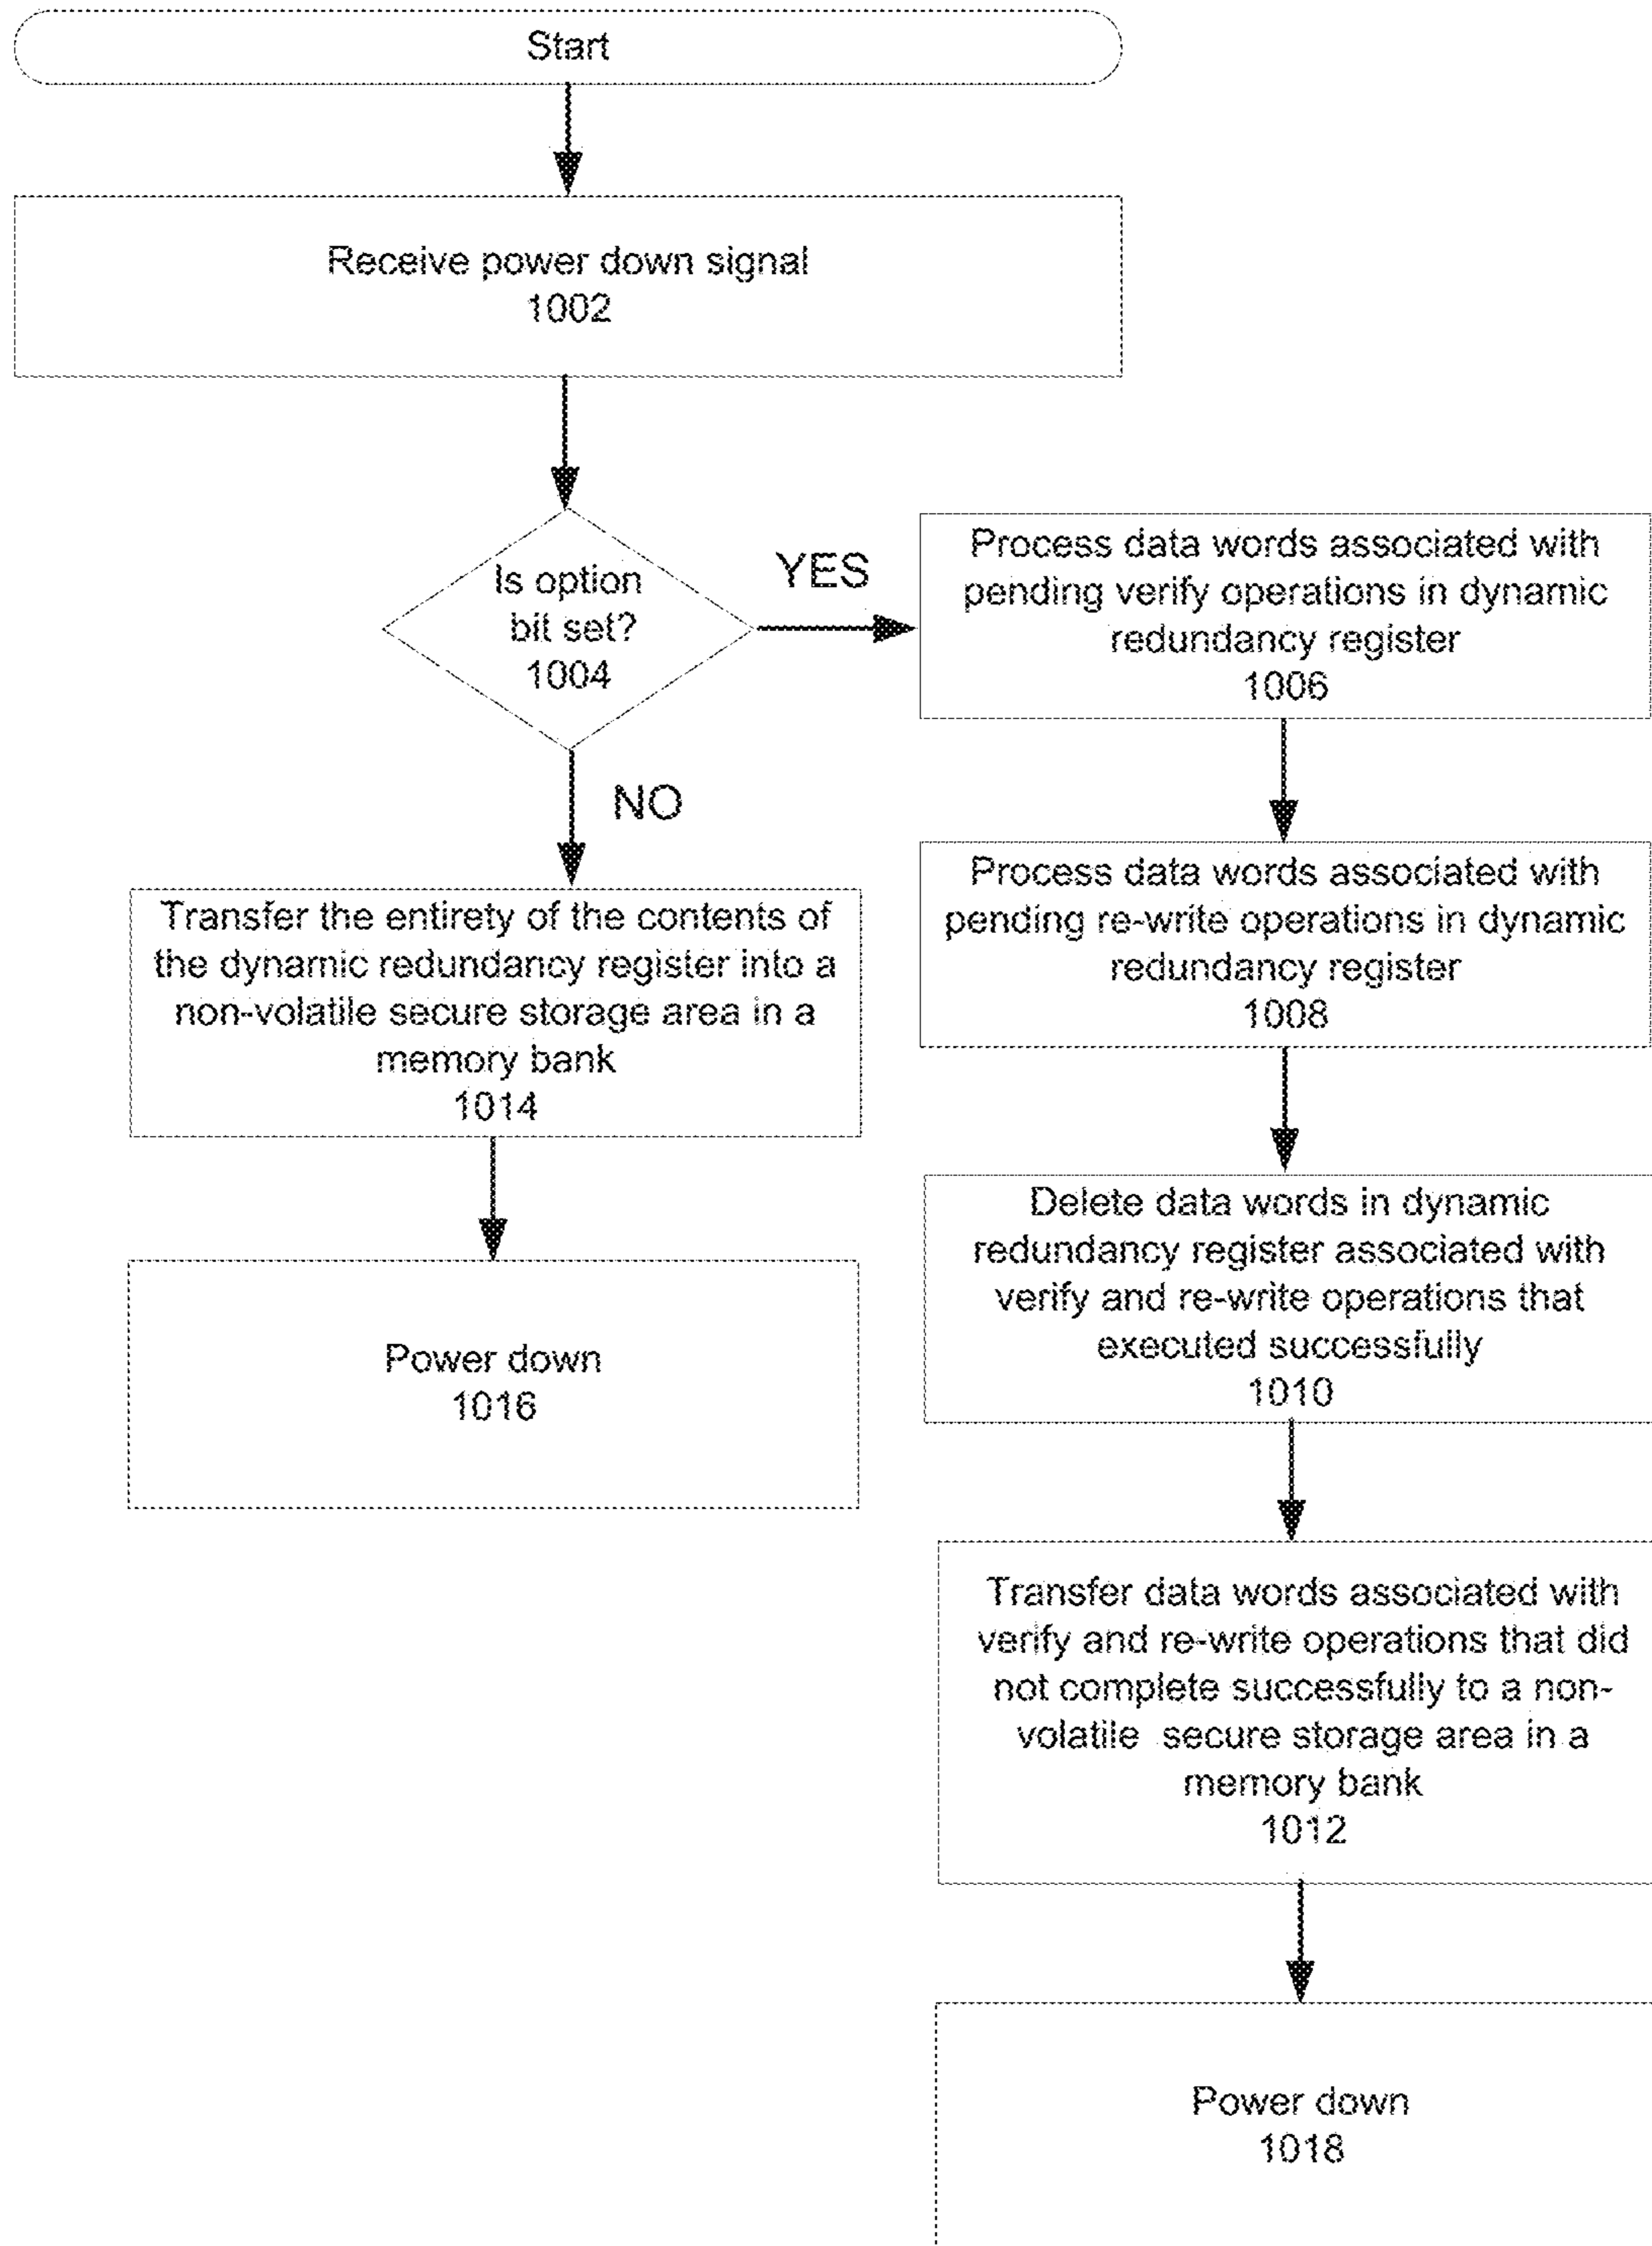 Start
Receive power down signal
1002
Is option
bit set?
1004
YES
NO
Process data words associated with
pending verify operations in dynamic
redundancy register
1006
Process data words associated with
pending re-write operations in dynamic
redundancy register
1008
Transfer the entirety of the contents of
the dynamic redundancy register into a
non-volatile secure storage area in a
memory bank
1014
Delete data words in dynamic
redundancy register associated with
verify and re-write operations that
executed successfully
1010
Power down
1016
Transfer data words associated with
verify and re-write operations that did
not complete successfully to a non-
volatile secure storage area in a
memory bank
1012
Power down
1018